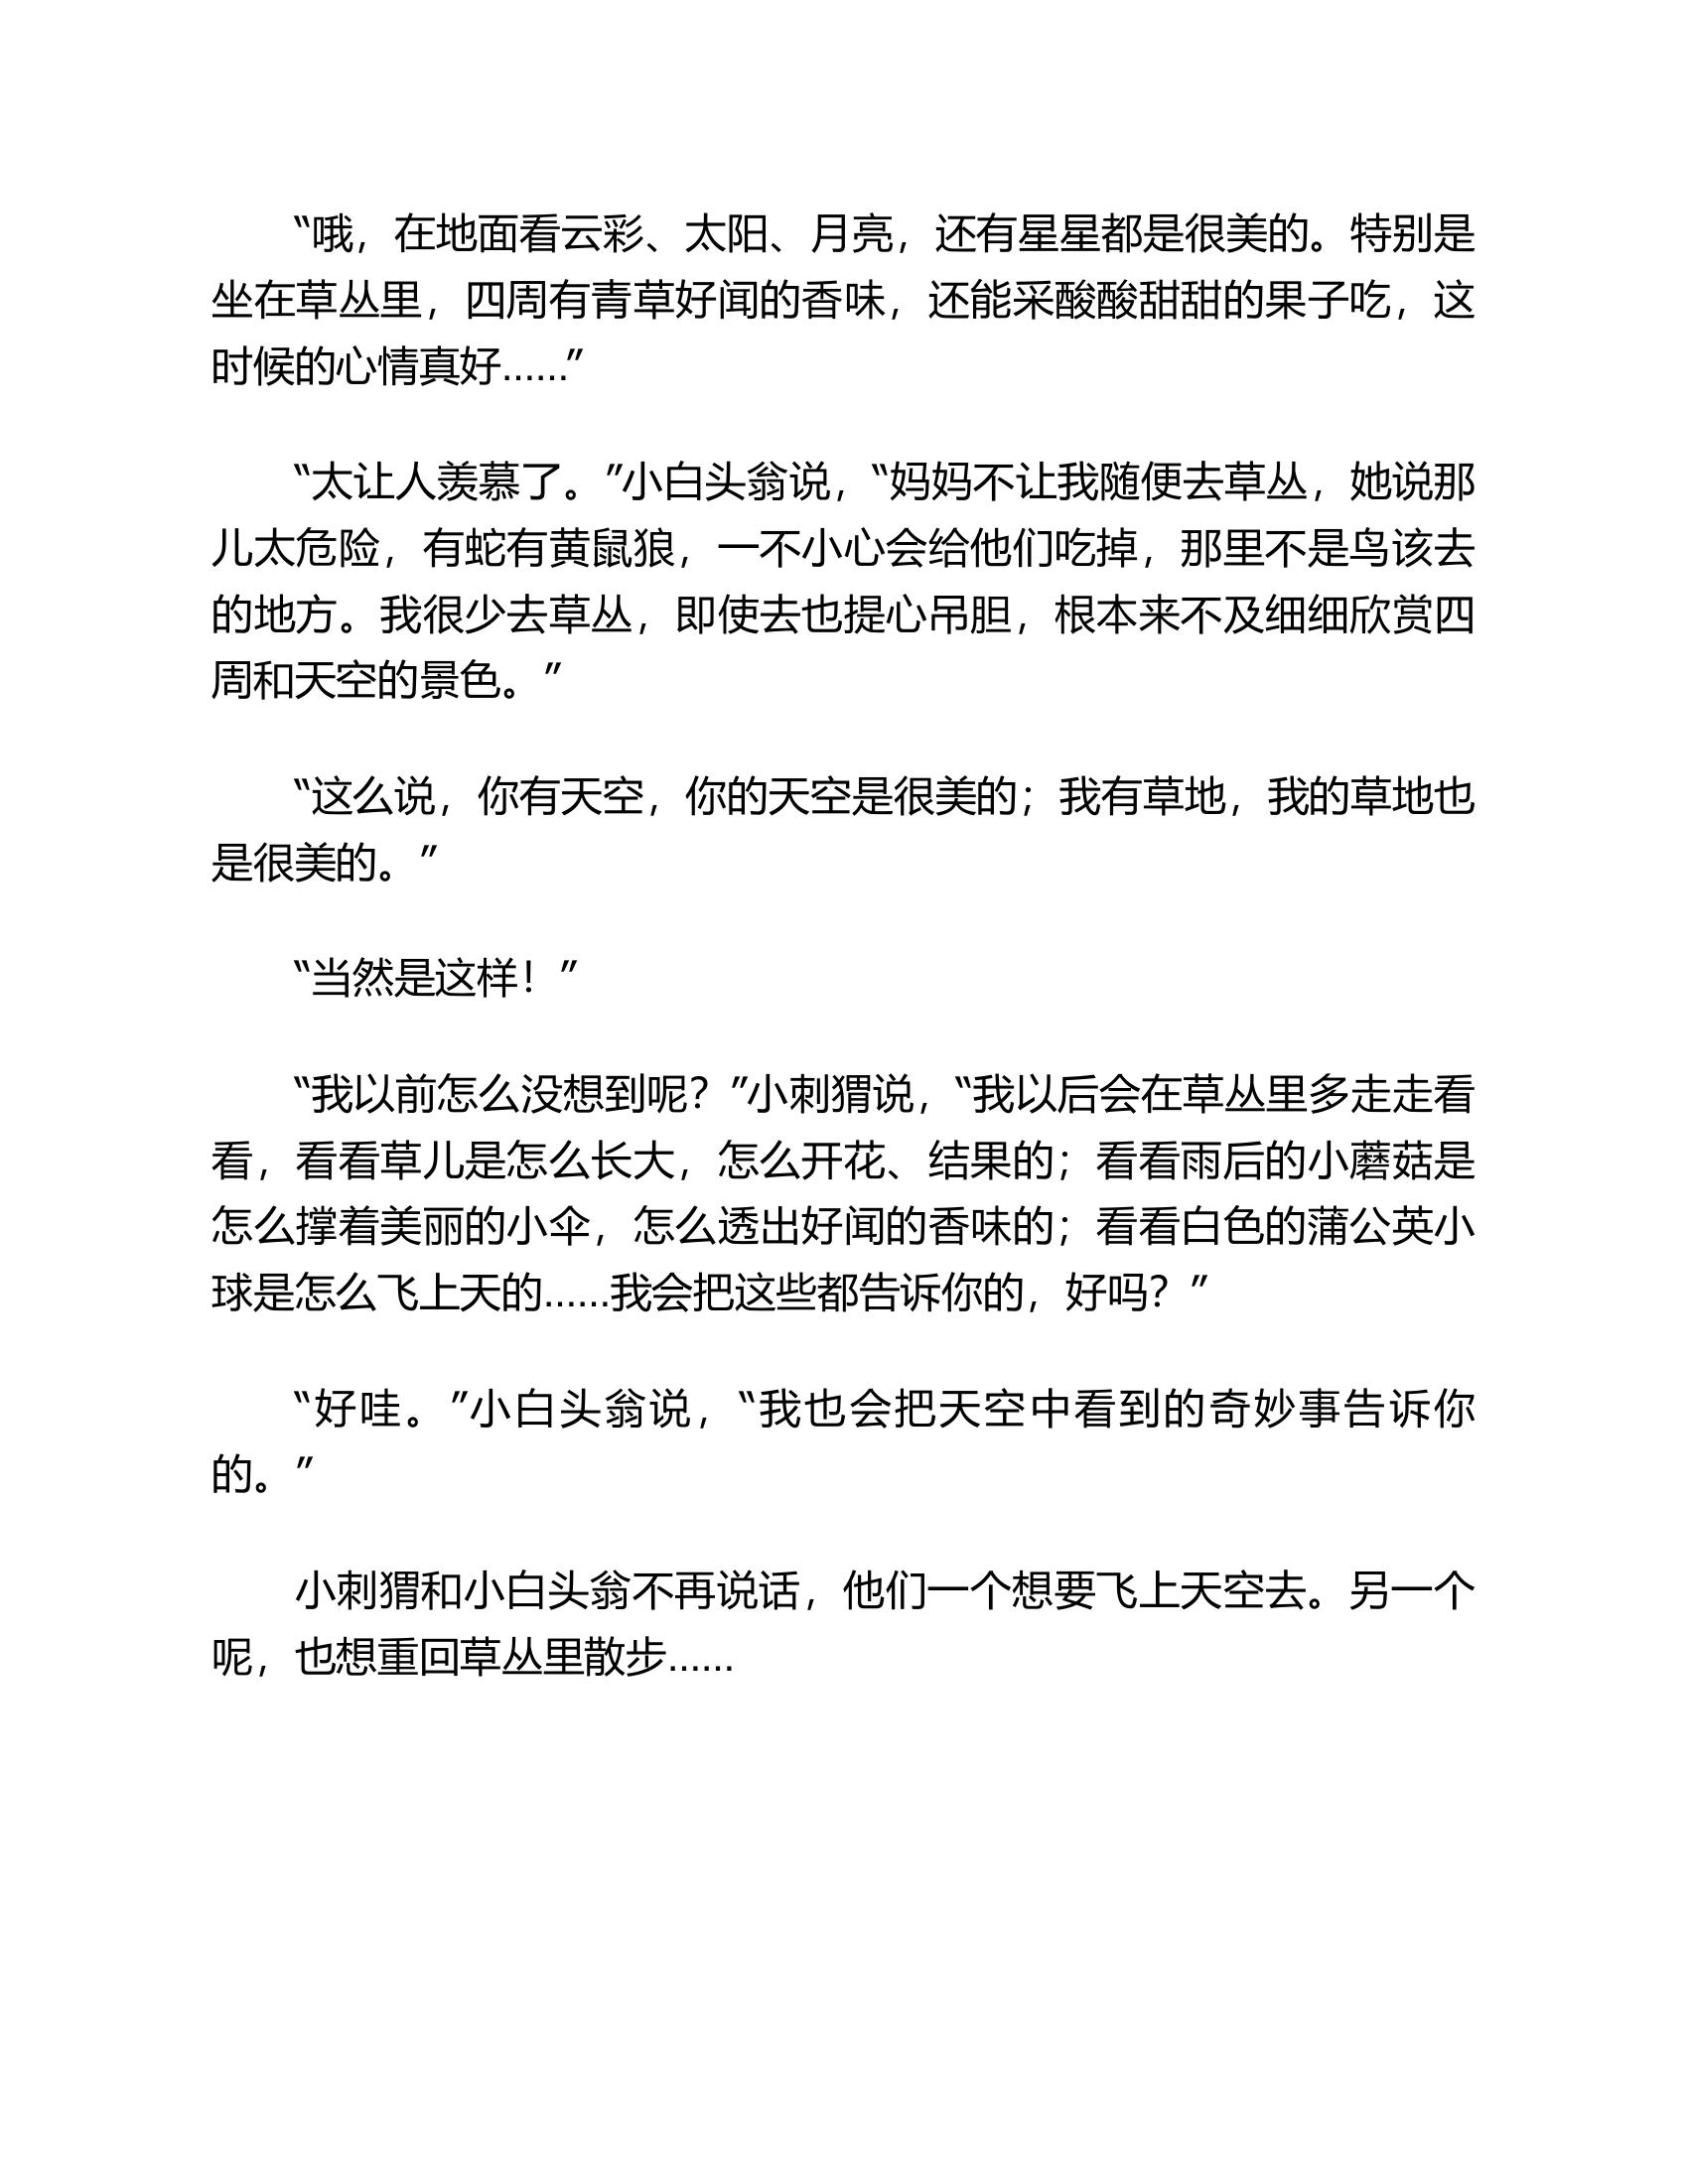 “哦，在地面看云彩、太阳、月亮，还有星星都是很美的。特别是
坐在草丛里，四周有青草好闻的香味，还能采酸酸甜甜的果子吃，这
时候的心情真好……”
“太让人羡慕了。”小白头翁说，“妈妈不让我随便去草丛，她说那
儿太危险，有蛇有黄鼠狼，一不小心会给他们吃掉，那里不是鸟该去
的地方。我很少去草丛，即使去也提心吊胆，根本来不及细细欣赏四
周和天空的景色。”
“这么说，你有天空，你的天空是很美的；我有草地，我的草地也
是很美的。”
“当然是这样！”
“我以前怎么没想到呢？”小刺猬说，“我以后会在草丛里多走走看
看，看看草儿是怎么长大，怎么开花、结果的；看看雨后的小蘑菇是
怎么撑着美丽的小伞，怎么透出好闻的香味的；看看白色的蒲公英小
球是怎么飞上天的……我会把这些都告诉你的，好吗？”
“好哇。”小白头翁说，“我也会把天空中看到的奇妙事告诉你
的。”
小刺猬和小白头翁不再说话，他们一个想要飞上天空去。另一个
呢，也想重回草丛里散步……